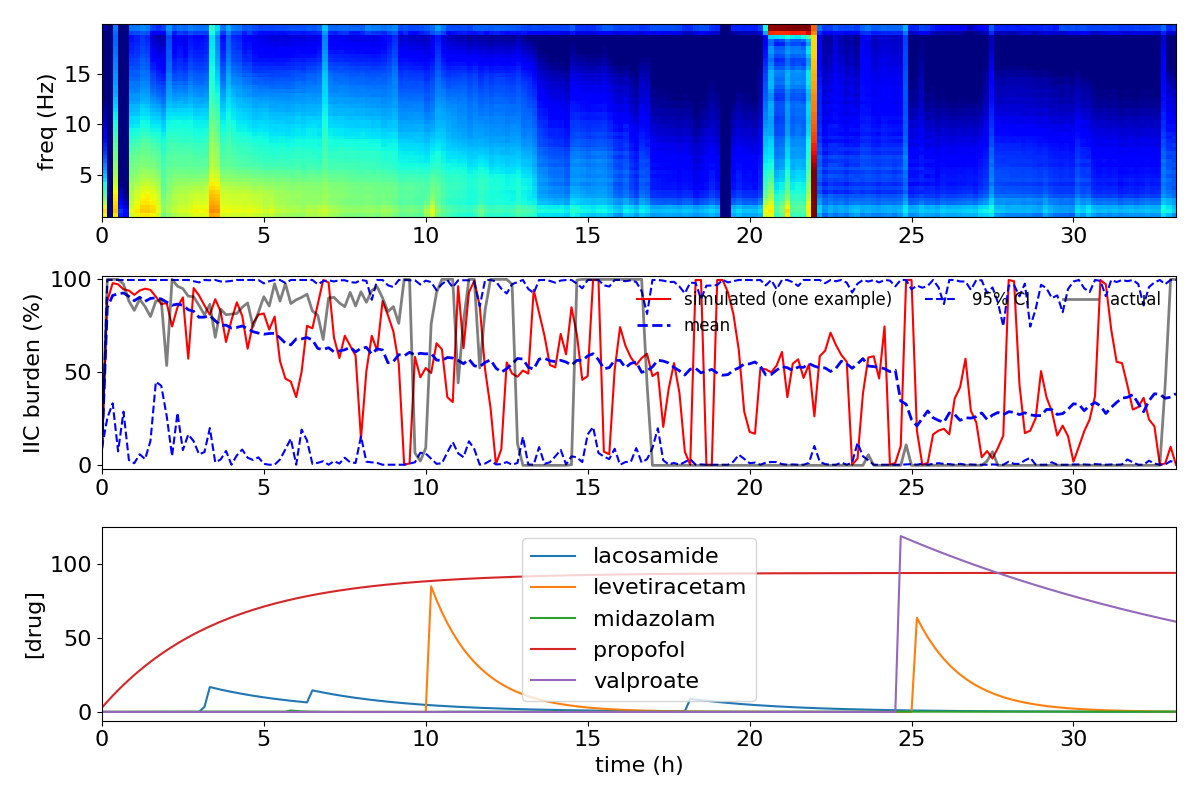 freq (Hz)
15
10
5
0 5 10 15 20 25 30
IIC burden (%)
100
50
0
simulated (one example) 95% CI actual
mean
0 5 10 15 20 25 30
[drug]
100
50
0
lacosamide
levetiracetam
midazolam
propofol
valproate
0 5 10 15 20 25 30
time (h)